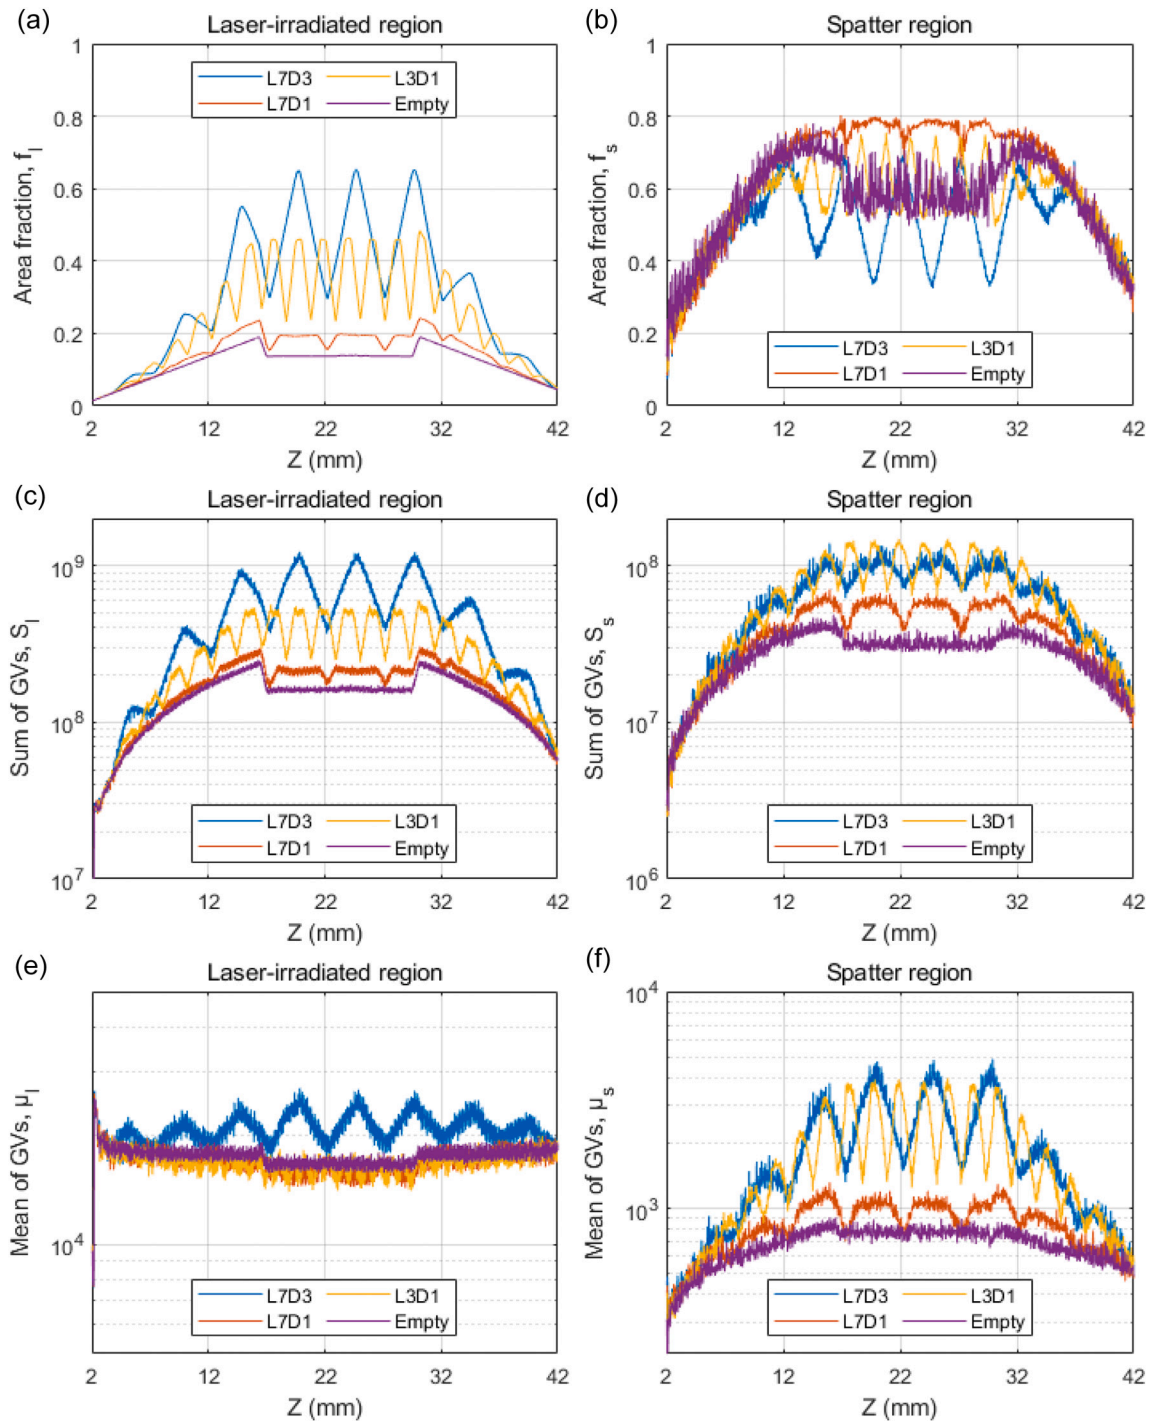 (a)
Laser-irradiated region
Area fraction, f_l
1
0.8
0.6
0.4
0.2
0
L7D3
L3D1
L7D1
Empty
2
12
22
32
42
Z (mm)
(b)
Spatter region
Area fraction, f_s
1
0.8
0.6
0.4
0.2
0
L7D3
L3D1
L7D1
Empty
2
12
22
32
42
Z (mm)
(c)
Laser-irradiated region
Sum of GVs, S_l
10^9
10^8
10^7
L7D3
L3D1
L7D1
Empty
2
12
22
32
42
Z (mm)
(d)
Spatter region
Sum of GVs, S_s
10^8
10^7
10^6
L7D3
L3D1
L7D1
Empty
2
12
22
32
42
Z (mm)
(e)
Laser-irradiated region
Mean of GVs, μ_l
10^4
L7D3
L3D1
L7D1
Empty
2
12
22
32
42
Z (mm)
(f)
Spatter region
Mean of GVs, μ_s
10^4
10^3
L7D3
L3D1
L7D1
Empty
2
12
22
32
42
Z (mm)